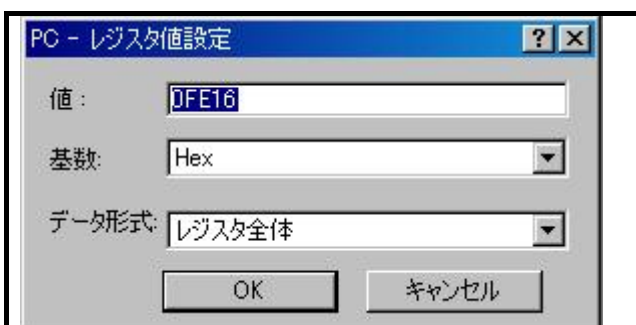 PC - レジスタ値設定
値 : 0FE16
基数: Hex
データ形式: レジスタ全体
OK キャンセル